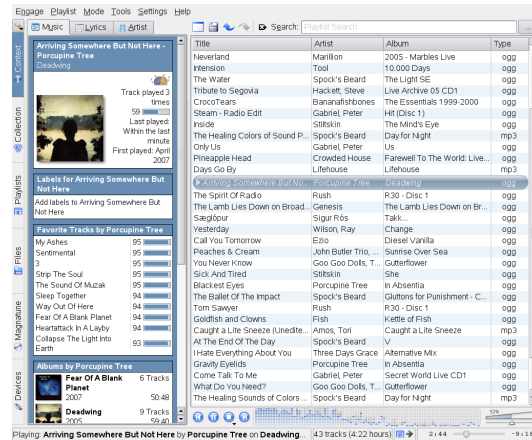 Engage Playlist Mode Tools Settings Help
Music Lyrics Artist
Search: Playlist Search
Context
Collection
Playlists
Files
Magnatune
Devices
Arriving Somewhere But Not Here - Porcupine Tree
Deadwing
Track played 3 times
59
Last played: Within the last minute
First played: April 2007
Labels for Arriving Somewhere But Not Here
Add labels to Arriving Somewhere But Not Here
Favorite Tracks by Porcupine Tree
My Ashes 95
Sentimental 95
3 95
Strip The Soul 95
The Sound Of Muzak 95
Sleep Together 94
Way Out Of Here 94
Fear Of A Blank Planet 94
Heartattack In A Layby 94
Collapse The Light Into Earth 93
Albums by Porcupine Tree
Fear Of A Blank Planet 6 Tracks
2007 50:48
Deadwing 9 Tracks
2005 59:40
Title Artist Album Type
Neverland Marillion 2005 - Marbles Live ogg
Intension Tool 10.000 Days ogg
The Water Spock's Beard The Light SE ogg
Tribute to Segovia Hackett, Steve Live Archive 05 CD1 ogg
CrocoTears Bananafishbones The Essentials 1999-2000 ogg
Steam - Radio Edit Gabriel, Peter Hit (Disc 1) ogg
Inside Stiltskin The Mind's Eye ogg
The Healing Colors of Sound P... Spock's Beard Day for Night mp3
Only Us Gabriel, Peter Us ogg
Pineapple Head Crowded House Farewell To The World: Live... ogg
Days Go By Lifehouse Lifehouse mp3
Arriving Somewhere But No... Porcupine Tree Deadwing ogg
The Spirit Of Radio Rush R30 - Disc 1 ogg
The Lamb Lies Down on Broad... Genesis The Lamb Lies Down on Br... ogg
Sæglópur Sigur Rós Takk... ogg
Yesterday Wilson, Ray Change ogg
Call You Tomorrow Ezio Diesel Vanilla ogg
Peaches & Cream John Butler Trio, ... Sunrise Over Sea ogg
You Never Know Goo Goo Dolls, T... Gutterflower ogg
Sick And Tired Stiltskin She ogg
Blackest Eyes Porcupine Tree In Absentia ogg
The Ballet Of The Impact Spock's Beard Gluttons for Punishment - C... ogg
Tom Sawyer Rush R30 - Disc 1 ogg
Goldfish and Clowns Fish Kettle of Fish ogg
Caught a Lite Sneeze (Unedite... Amos, Tori Caught a Lite Sneeze mp3
At The End Of The Day Spock's Beard V ogg
I Hate Everything About You Three Days Grace Alternative Mix ogg
Gravity Eyelids Porcupine Tree In Absentia ogg
Come Talk To Me Gabriel, Peter Secret World Live CD1 ogg
What Do You Need? Goo Goo Dolls, T... Gutterflower ogg
The Healing Sounds of Colors ... Spock's Beard Day for Night mp3
Playing: Arriving Somewhere But Not Here by Porcupine Tree on Deadwing... 43 tracks (4:22 hours) 2:44